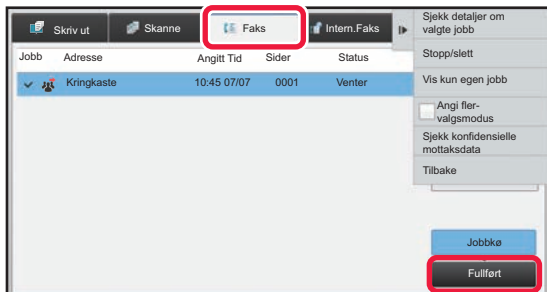 Skriv ut
Skanne
Faks
Intern.Faks
Jobb
Adresse
Angitt Tid
Sider
Status
Kringkaste
10:45 07/07
0001
Venter
Sjekk detaljer om
valgte jobb
Stopp/slett
Vis kun egen jobb
Angi fler-
valgsmodus
Sjekk konfidensielle
mottaksdata
Tilbake
Jobbkø
Fullført